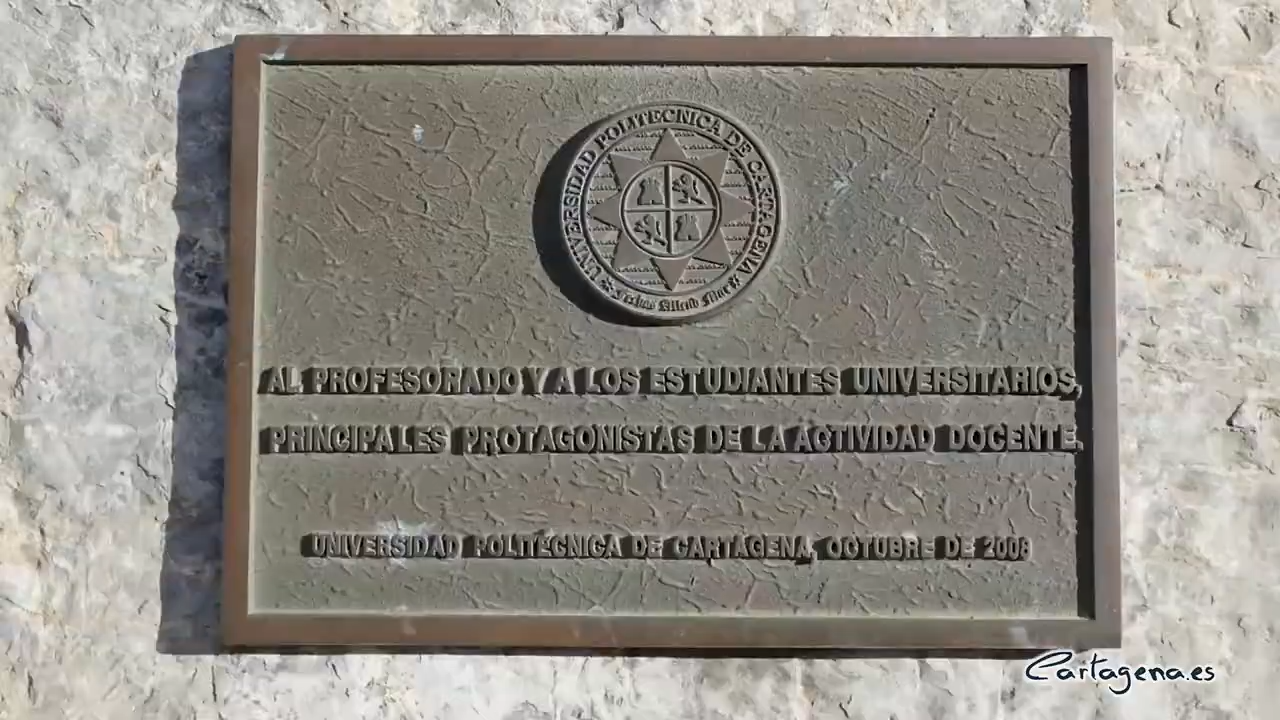 UNIVERSIDAD POLITECNICA DE CARTAGENA
AL PROFESORADO Y A LOS ESTUDIANTES UNIVERSITARIOS,
PRINCIPALES PROTAGONISTAS DE LA ACTIVIDAD DOCENTE.
UNIVERSIDAD POLITÉCNICA DE CARTAGENA, OCTUBRE DE 2008
Cartagena.es